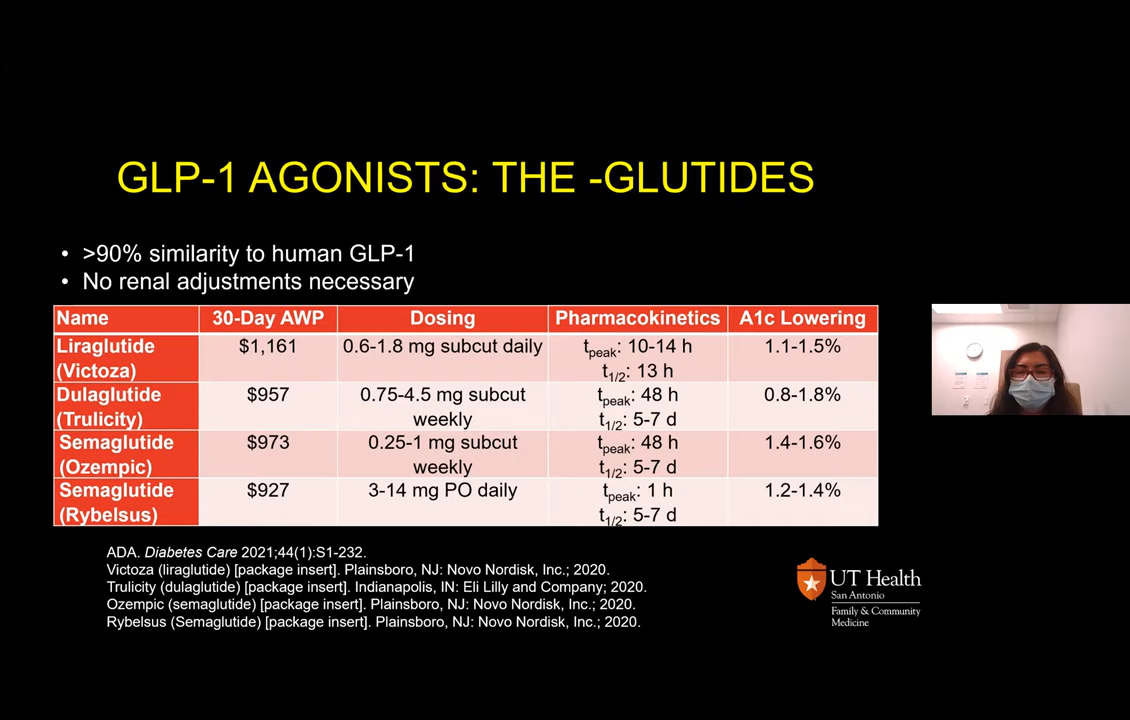 GLP-1 AGONISTS: THE -GLUTIDES
• >90% similarity to human GLP-1
• No renal adjustments necessary
Name 30-Day AWP Dosing Pharmacokinetics A1c Lowering
Liraglutide (Victoza) $1,161 0.6-1.8 mg subcut daily tpeak: 10-14 h t1/2: 13 h 1.1-1.5%
Dulaglutide (Trulicity) $957 0.75-4.5 mg subcut weekly tpeak: 48 h t1/2: 5-7 d 0.8-1.8%
Semaglutide (Ozempic) $973 0.25-1 mg subcut weekly tpeak: 48 h t1/2: 5-7 d 1.4-1.6%
Semaglutide (Rybelsus) $927 3-14 mg PO daily tpeak: 1 h t1/2: 5-7 d 1.2-1.4%
ADA. Diabetes Care 2021;44(1):S1-232.
Victoza (liraglutide) [package insert]. Plainsboro, NJ: Novo Nordisk, Inc.; 2020.
Trulicity (dulaglutide) [package insert]. Indianapolis, IN: Eli Lilly and Company; 2020.
Ozempic (semaglutide) [package insert]. Plainsboro, NJ: Novo Nordisk, Inc.; 2020.
Rybelsus (Semaglutide) [package insert]. Plainsboro, NJ: Novo Nordisk, Inc.; 2020.
UT Health
San Antonio
Family & Community
Medicine